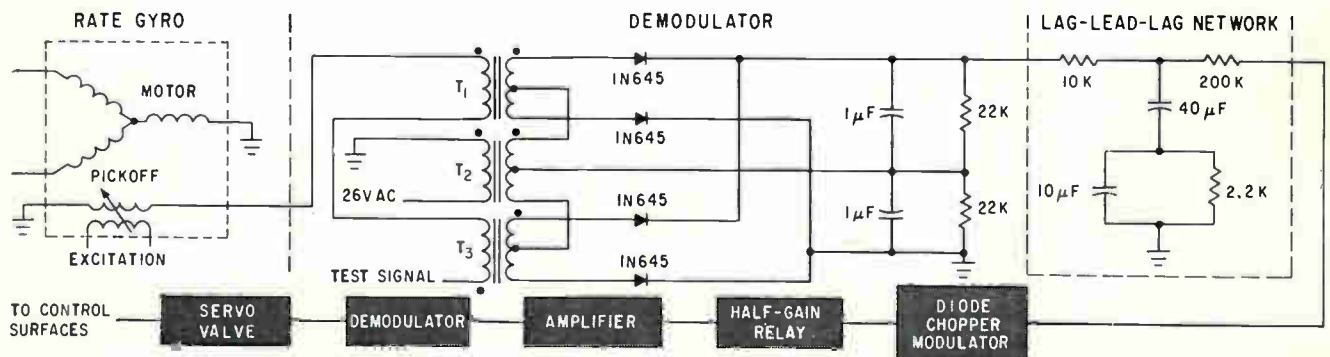 RATE GYRO
DEMODULATOR
LAG-LEAD-LAG NETWORK
MOTOR
PICKOFF
EXCITATION
T1
T2
T3
26V AC
TEST SIGNAL
IN645
IN645
IN645
IN645
1μF
1μF
22K
22K
10K
200K
40μF
10μF
2.2K
TO CONTROL
SURFACES
SERVO
VALVE
DEMODULATOR
AMPLIFIER
HALF-GAIN
RELAY
DIODE
CHOPPER
MODULATOR